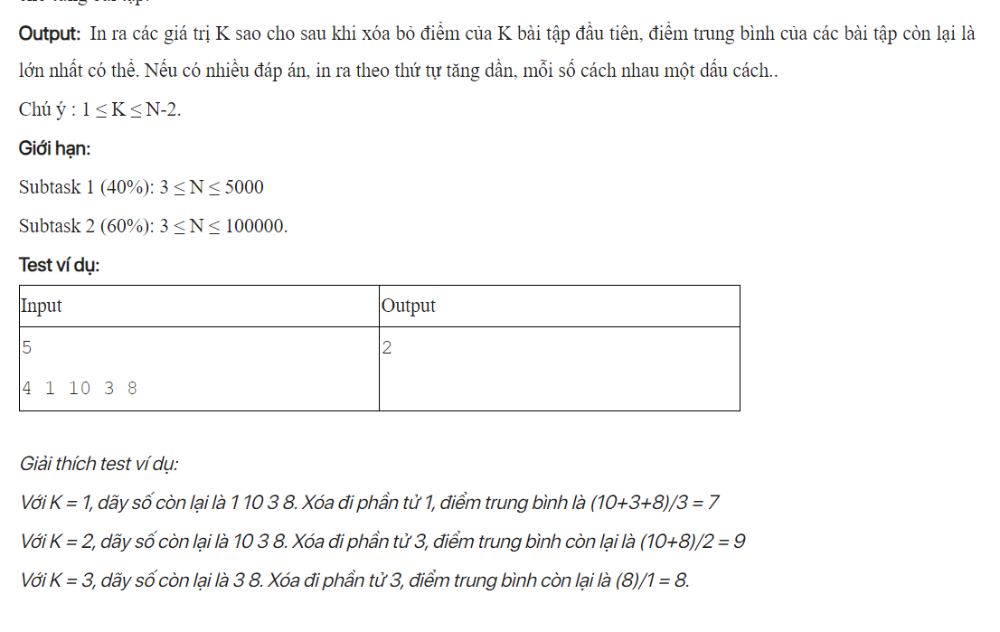 Output: In ra các giá trị K sao cho sau khi xóa bỏ điểm của K bài tập đầu tiên, điểm trung bình của các bài tập còn lại là
lớn nhất có thể. Nếu có nhiều đáp án, in ra theo thứ tự tăng dần, mỗi số cách nhau một dấu cách..
Chú ý : 1 ≤ K ≤ N-2.
Giới hạn:
Subtask 1 (40%): 3 ≤ N ≤ 5000
Subtask 2 (60%): 3 ≤ N ≤ 100000.
Test ví dụ:
Input Output
5 2
4 1 10 3 8
Giải thích test ví dụ:
Với K = 1, dãy số còn lại là 1 10 3 8. Xóa đi phần tử 1, điểm trung bình là (10+3+8)/3 = 7
Với K = 2, dãy số còn lại là 10 3 8. Xóa đi phần tử 3, điểm trung bình còn lại là (10+8)/2 = 9
Với K = 3, dãy số còn lại là 3 8. Xóa đi phần tử 3, điểm trung bình còn lại là (8)/1 = 8.